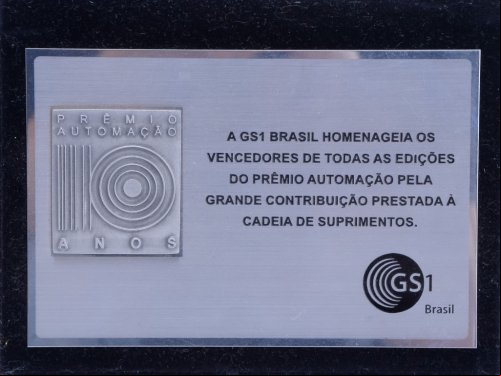 PRÊMIO
AUTOMAÇÃO
10
ANOS
A GS1 BRASIL HOMENAGEIA OS
VENCEDORES DE TODAS AS EDIÇÕES
DO PRÊMIO AUTOMAÇÃO PELA
GRANDE CONTRIBUIÇÃO PRESTADA À
CADEIA DE SUPRIMENTOS.
GS1
Brasil